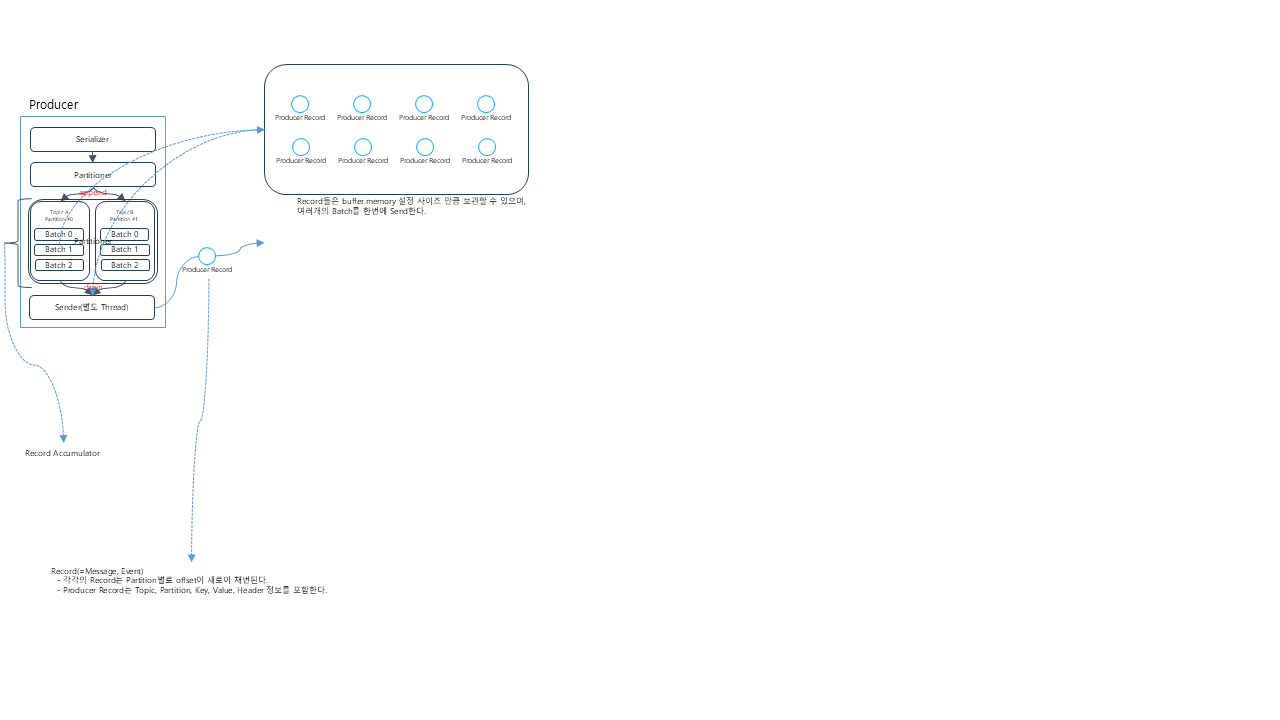 Producer
Serializer
Partitioner
append
Topic A
Partition #0
Batch 0
Batch 1
Batch 2
Topic B
Partition #1
Batch 0
Batch 1
Batch 2
Partitioner
drain
Sender(별도 Thread)
Producer Record
Producer Record
Producer Record
Producer Record
Producer Record
Producer Record
Producer Record
Producer Record
Record들은 buffer.memory 설정 사이즈 만큼 보관할 수 있으며,
여러개의 Batch를 한번에 Send한다.
Producer Record
Record Accumulator
Record(=Message, Event)
- 각각의 Record는 Partition별로 offset이 새로이 채번된다.
- Producer Record는 Topic, Partition, Key, Value, Header 정보를 포함한다.